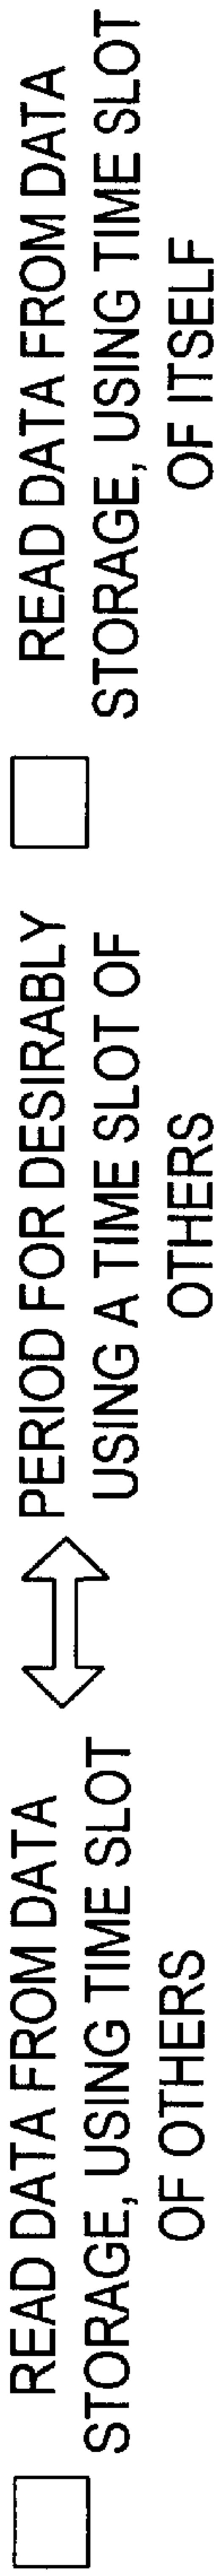 READ DATA FROM DATA
STORAGE, USING TIME SLOT
OF OTHERS
PERIOD FOR DESIRABLY
USING A TIME SLOT OF
OTHERS
READ DATA FROM DATA
STORAGE, USING TIME SLOT
OF ITSELF